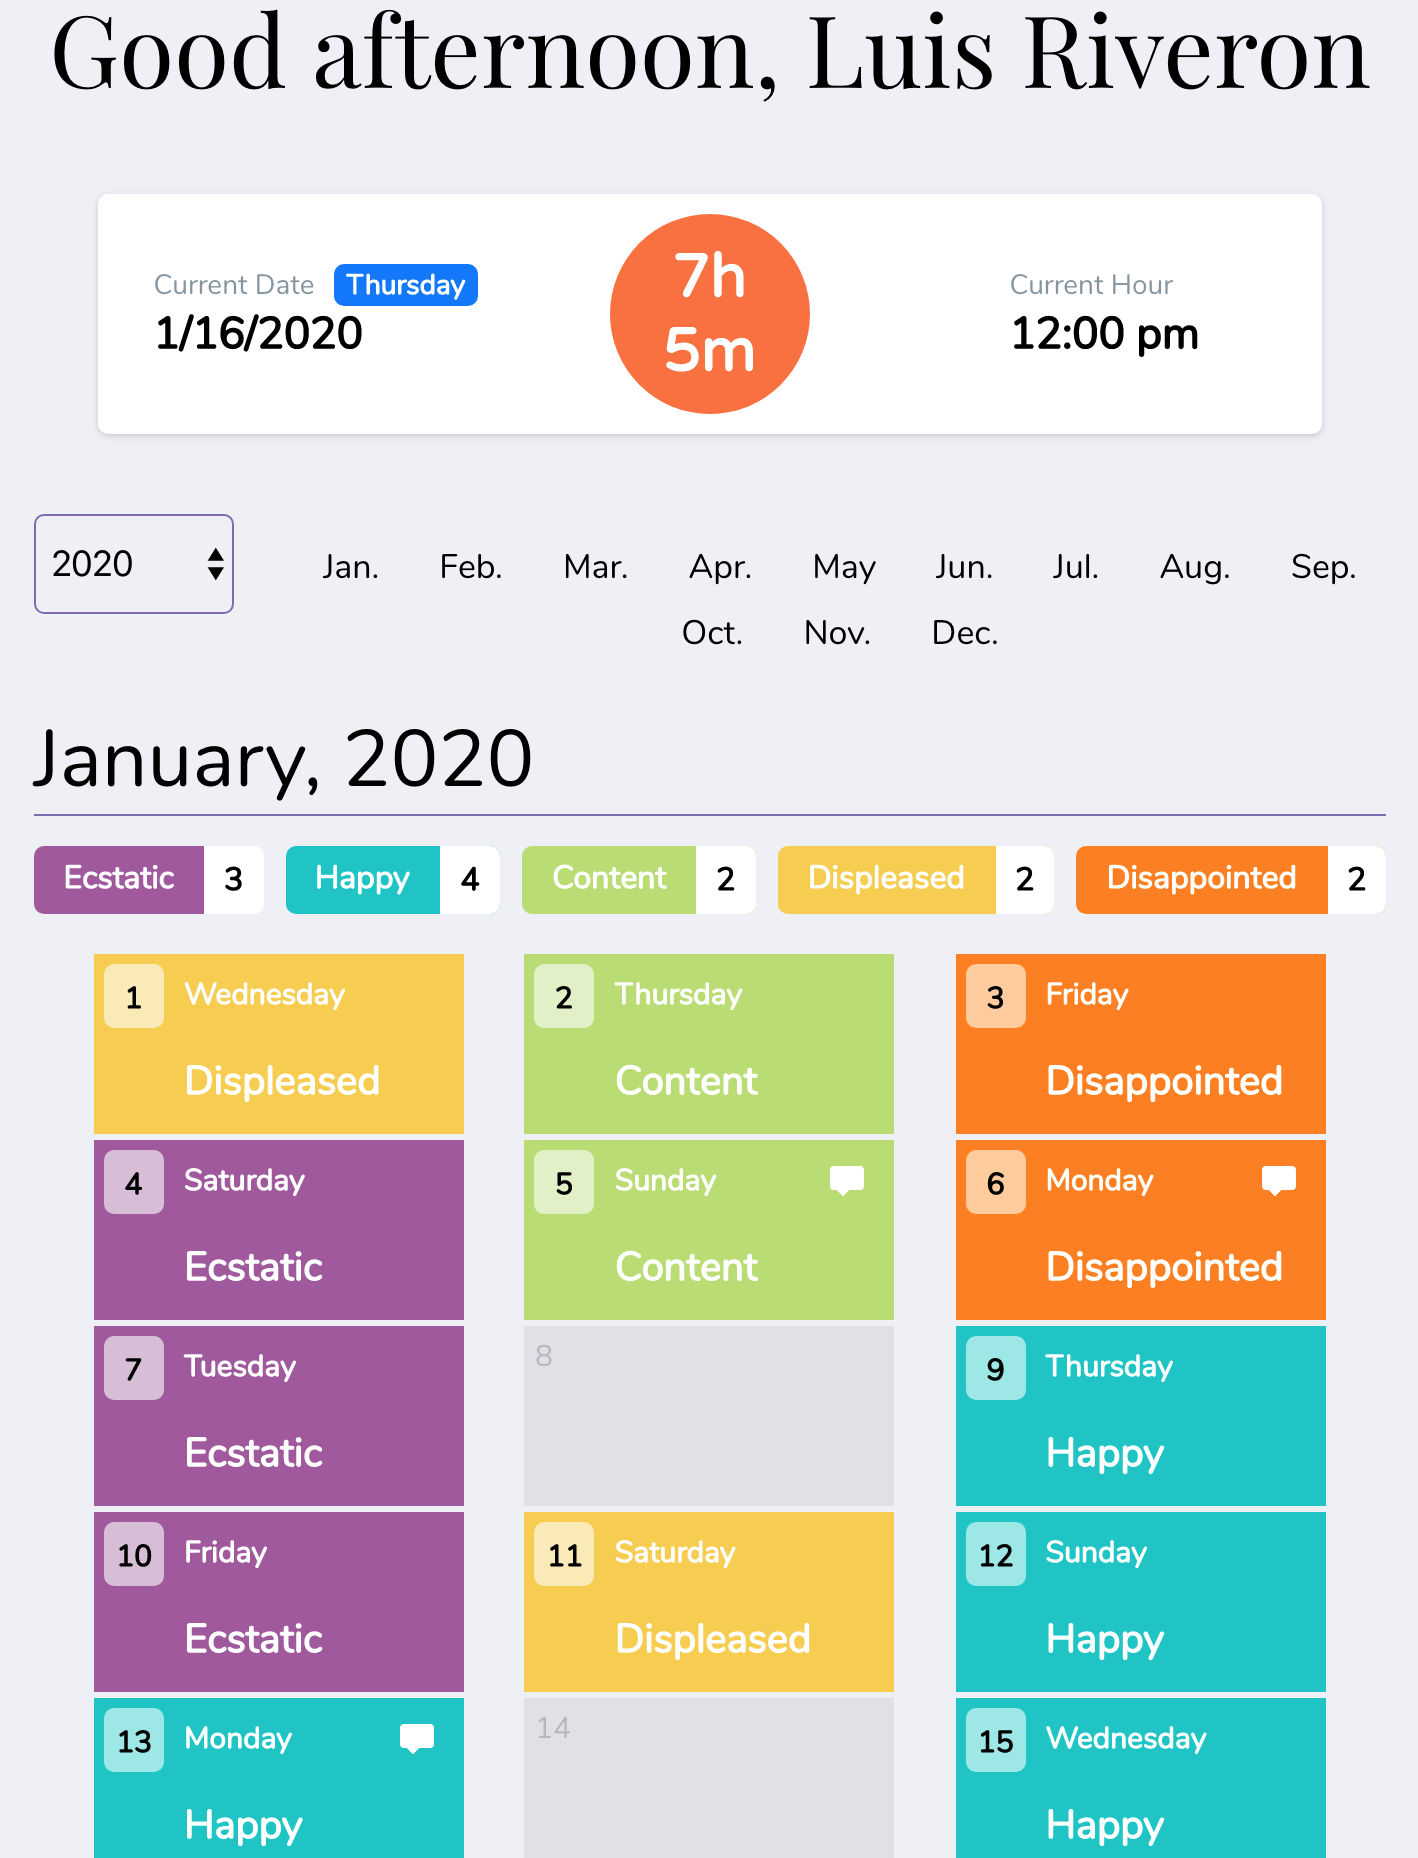 Good afternoon, Luis Riveron
Current Date Thursday
1/16/2020
7h
5m
Current Hour
12:00 pm
2020
Jan. Feb. Mar. Apr. May Jun. Jul. Aug. Sep.
Oct. Nov. Dec.
January, 2020
Ecstatic 3 Happy 4 Content 2 Displeased 2 Disappointed 2
1 Wednesday
Displeased
2 Thursday
Content
3 Friday
Disappointed
4 Saturday
Ecstatic
5 Sunday
Content
6 Monday
Disappointed
7 Tuesday
Ecstatic
8
9 Thursday
Happy
10 Friday
Ecstatic
11 Saturday
Displeased
12 Sunday
Happy
13 Monday
Happy
14
15 Wednesday
Happy